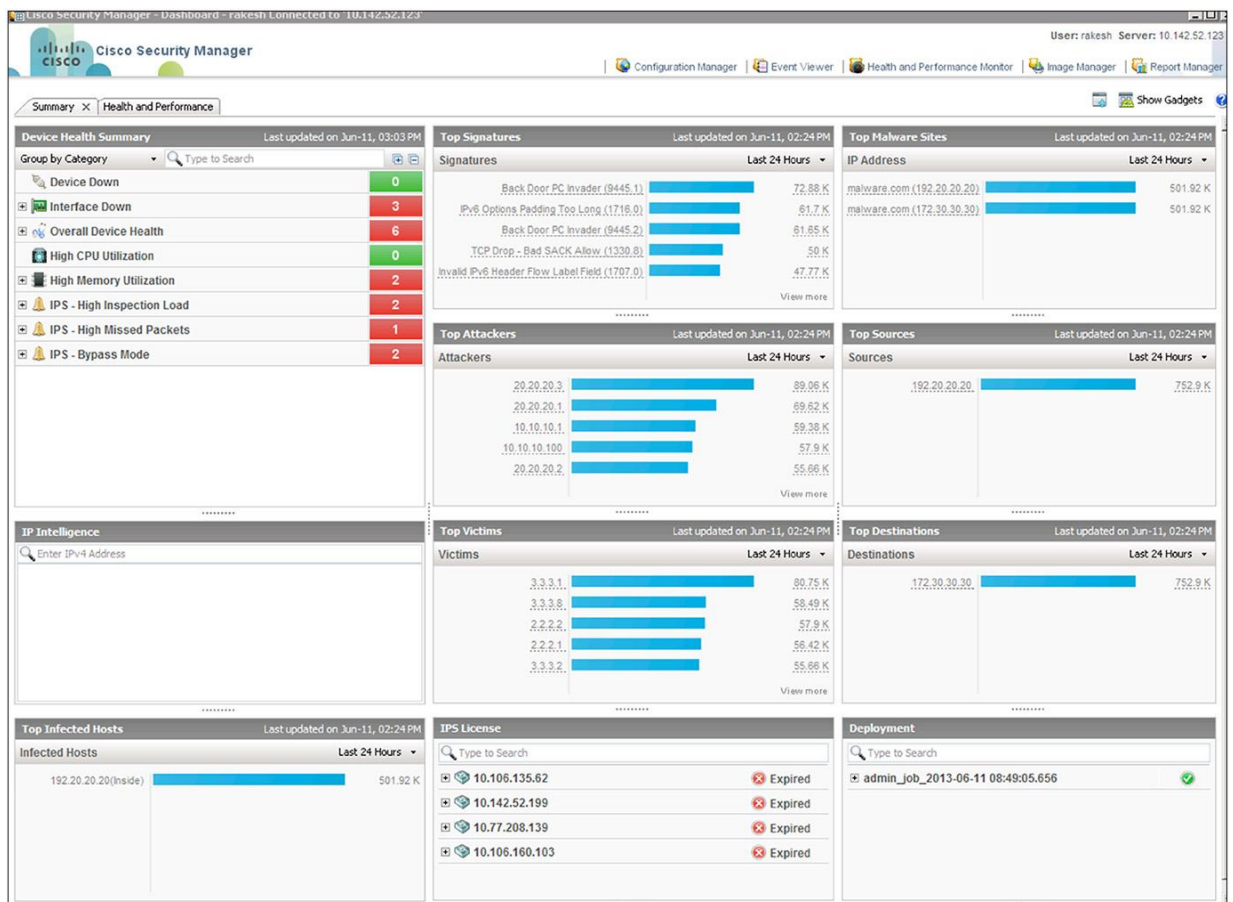 Cisco Security Manager - Dashboard - rakesh Connected to '10.142.52.123'
User: rakesh Server: 10.142.52.123
CISCO
Cisco Security Manager
Configuration Manager | Event Viewer | Health and Performance Monitor | Image Manager | Report Manager
Summary X Health and Performance
Show Gadgets
Device Health Summary Last updated on Jun-11, 03:03 PM
Group by Category Type to Search
Device Down 0
Interface Down 3
Overall Device Health 6
High CPU Utilization 0
High Memory Utilization 2
IPS - High Inspection Load 2
IPS - High Missed Packets 1
IPS - Bypass Mode 2
Top Signatures Last updated on Jun-11, 02:24 PM
Signatures Last 24 Hours
Back Door PC Invader (9445.1) 72.88 K
IPv6 Options Padding Too Long (1716.0) 61.7 K
Back Door PC Invader (9445.2) 61.65 K
TCP Drop - Bad SACK Allow (1330.8) 50 K
Invalid IPv6 Header Flow Label Field (1707.0) 47.77 K
View more
Top Malware Sites Last updated on Jun-11, 02:24 PM
IP Address Last 24 Hours
malware.com (192.20.20.20) 501.92 K
malware.com (172.30.30.30) 501.92 K
Top Attackers Last updated on Jun-11, 02:24 PM
Attackers Last 24 Hours
20.20.20.3 89.06 K
20.20.20.1 69.62 K
10.10.10.1 59.38 K
10.10.10.100 57.9 K
20.20.20.2 55.66 K
View more
Top Sources Last updated on Jun-11, 02:24 PM
Sources Last 24 Hours
192.20.20.20 752.9 K
IP Intelligence
Enter IPv4 Address
Top Victims Last updated on Jun-11, 02:24 PM
Victims Last 24 Hours
3.3.3.1 80.75 K
3.3.3.8 58.49 K
2.2.2.2 57.9 K
2.2.2.1 56.42 K
3.3.3.2 55.66 K
View more
Top Destinations Last updated on Jun-11, 02:24 PM
Destinations Last 24 Hours
172.30.30.30 752.9 K
Top Infected Hosts Last updated on Jun-11, 02:24 PM
Infected Hosts Last 24 Hours
192.20.20.20(Inside) 501.92 K
IPS License
Type to Search
10.106.135.62 Expired
10.142.52.199 Expired
10.77.208.139 Expired
10.106.160.103 Expired
Deployment
Type to Search
admin_job_2013-06-11 08:49:05.656